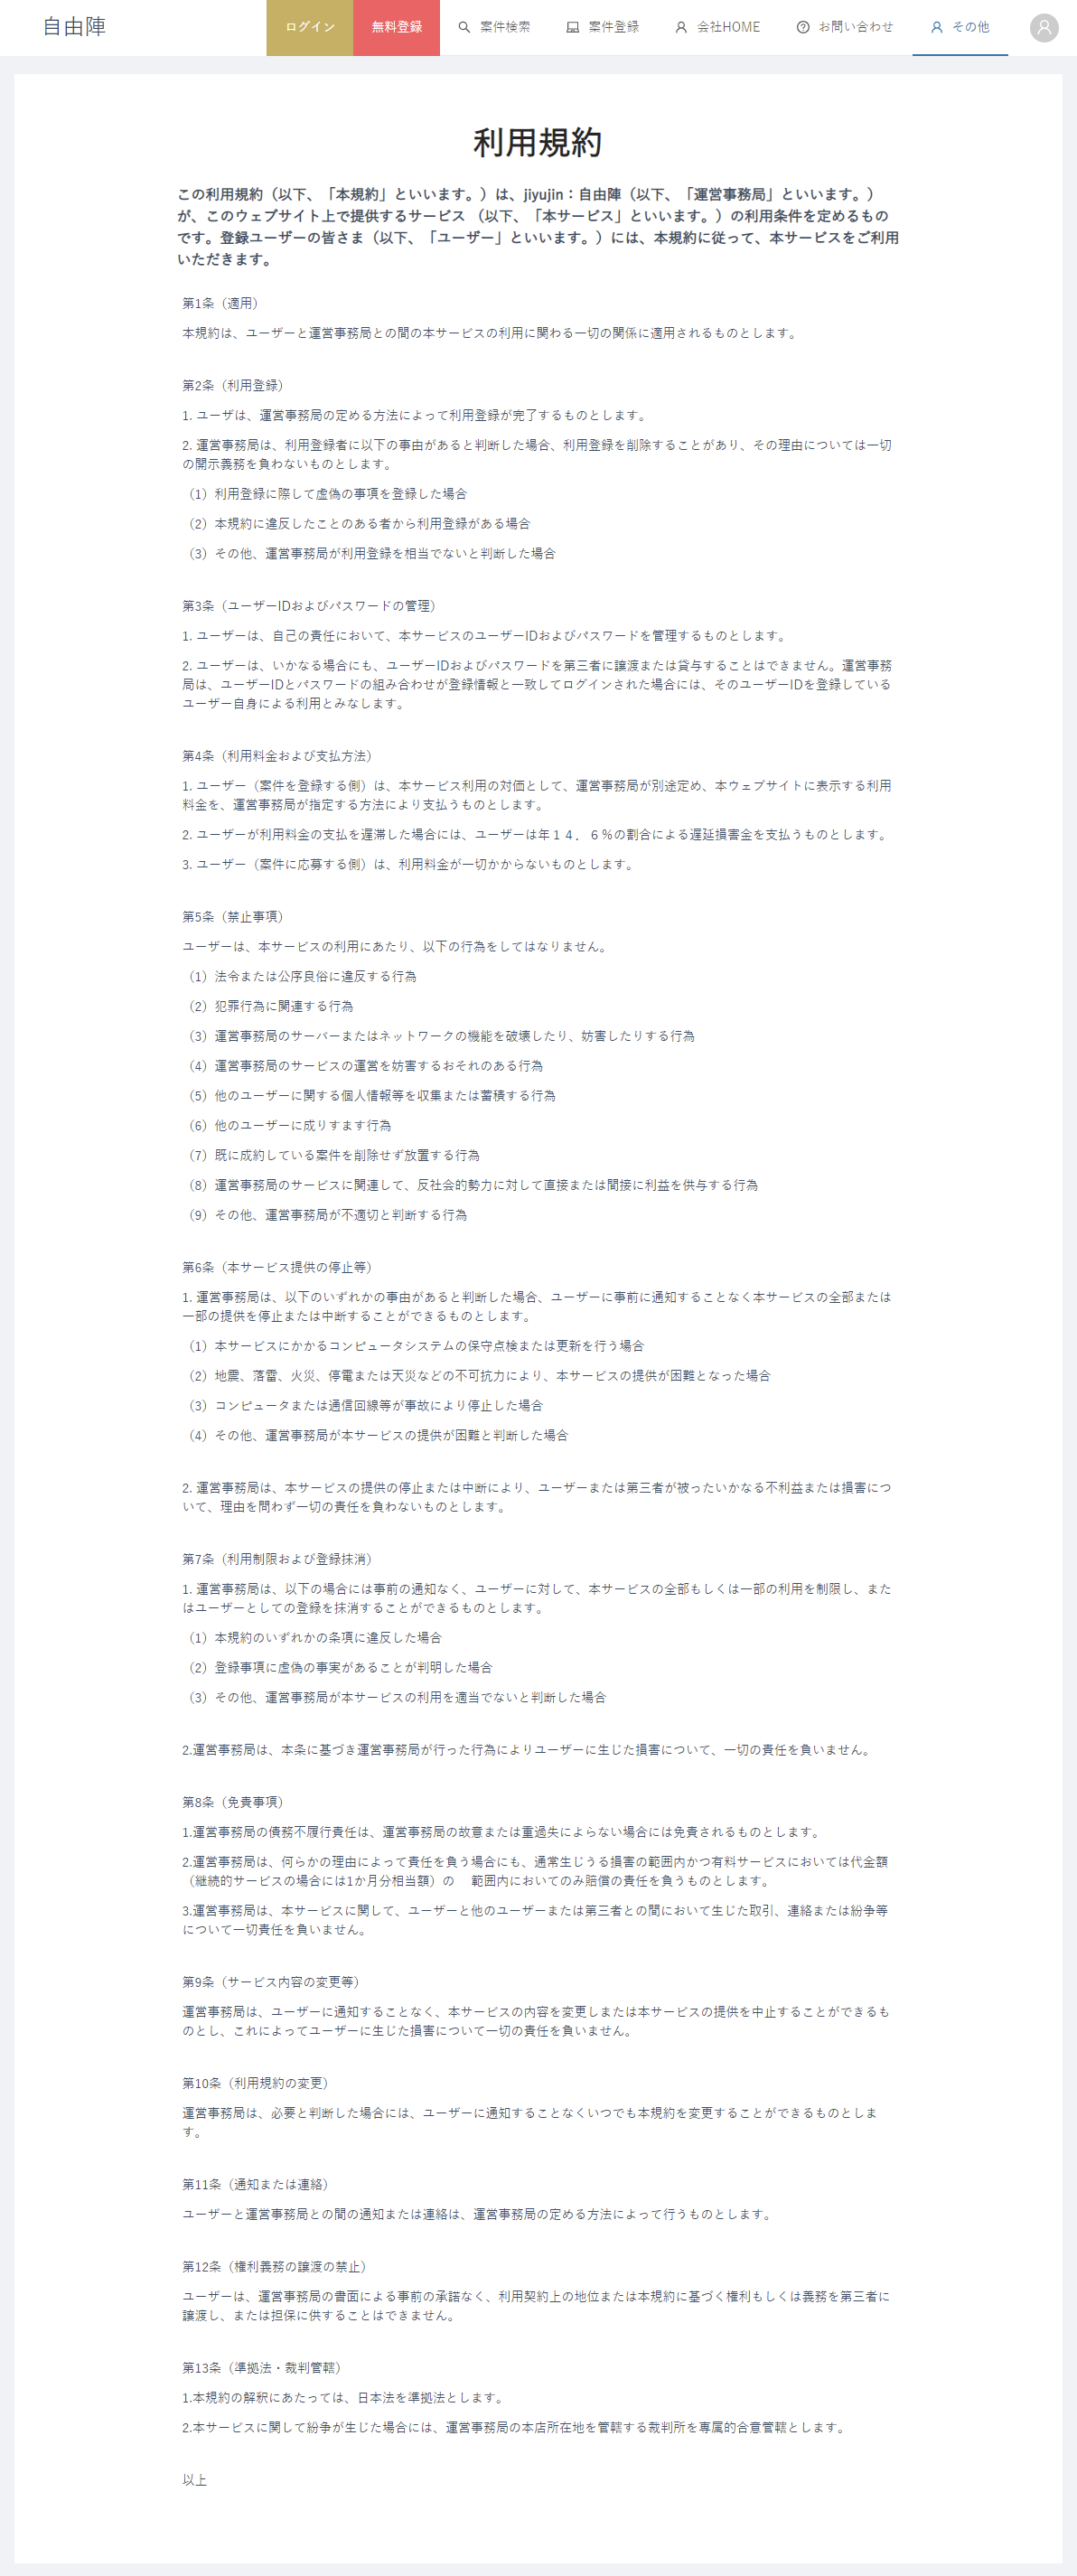 自由陣
ログイン
無料登録
案件検索
案件登録
会社HOME
お問い合わせ
その他
利用規約
この利用規約（以下、「本規約」といいます。）は、jiyujin：自由陣（以下、「運営事務局」といいます。）
が、このウェブサイト上で提供するサービス （以下、「本サービス」といいます。）の利用条件を定めるもの
です。登録ユーザーの皆さま（以下、「ユーザー」といいます。）には、本規約に従って、本サービスをご利用
いただきます。
第1条（適用）
本規約は、ユーザーと運営事務局との間の本サービスの利用に関わる一切の関係に適用されるものとします。
第2条（利用登録）
1. ユーザは、運営事務局の定める方法によって利用登録が完了するものとします。
2. 運営事務局は、利用登録者に以下の事由があると判断した場合、利用登録を削除することがあり、その理由については一切
の開示義務を負わないものとします。
（1）利用登録に際して虚偽の事項を登録した場合
（2）本規約に違反したことのある者から利用登録がある場合
（3）その他、運営事務局が利用登録を相当でないと判断した場合
第3条（ユーザーIDおよびパスワードの管理）
1. ユーザーは、自己の責任において、本サービスのユーザーIDおよびパスワードを管理するものとします。
2. ユーザーは、いかなる場合にも、ユーザーIDおよびパスワードを第三者に譲渡または貸与することはできません。運営事務
局は、ユーザーIDとパスワードの組み合わせが登録情報と一致してログインされた場合には、そのユーザーIDを登録している
ユーザー自身による利用とみなします。
第4条（利用料金および支払方法）
1. ユーザー（案件を登録する側）は、本サービス利用の対価として、運営事務局が別途定め、本ウェブサイトに表示する利用
料金を、運営事務局が指定する方法により支払うものとします。
2. ユーザーが利用料金の支払を遅滞した場合には、ユーザーは年１４．６％の割合による遅延損害金を支払うものとします。
3. ユーザー（案件に応募する側）は、利用料金が一切かからないものとします。
第5条（禁止事項）
ユーザーは、本サービスの利用にあたり、以下の行為をしてはなりません。
（1）法令または公序良俗に違反する行為
（2）犯罪行為に関連する行為
（3）運営事務局のサーバーまたはネットワークの機能を破壊したり、妨害したりする行為
（4）運営事務局のサービスの運営を妨害するおそれのある行為
（5）他のユーザーに関する個人情報等を収集または蓄積する行為
（6）他のユーザーに成りすます行為
（7）既に成約している案件を削除せず放置する行為
（8）運営事務局のサービスに関連して、反社会的勢力に対して直接または間接に利益を供与する行為
（9）その他、運営事務局が不適切と判断する行為
第6条（本サービス提供の停止等）
1. 運営事務局は、以下のいずれかの事由があると判断した場合、ユーザーに事前に通知することなく本サービスの全部または
一部の提供を停止または中断することができるものとします。
（1）本サービスにかかるコンピュータシステムの保守点検または更新を行う場合
（2）地震、落雷、火災、停電または天災などの不可抗力により、本サービスの提供が困難となった場合
（3）コンピュータまたは通信回線等が事故により停止した場合
（4）その他、運営事務局が本サービスの提供が困難と判断した場合
2. 運営事務局は、本サービスの提供の停止または中断により、ユーザーまたは第三者が被ったいかなる不利益または損害につ
いて、理由を問わず一切の責任を負わないものとします。
第7条（利用制限および登録抹消）
1. 運営事務局は、以下の場合には事前の通知なく、ユーザーに対して、本サービスの全部もしくは一部の利用を制限し、また
はユーザーとしての登録を抹消することができるものとします。
（1）本規約のいずれかの条項に違反した場合
（2）登録事項に虚偽の事実があることが判明した場合
（3）その他、運営事務局が本サービスの利用を適当でないと判断した場合
2.運営事務局は、本条に基づき運営事務局が行った行為によりユーザーに生じた損害について、一切の責任を負いません。
第8条（免責事項）
1.運営事務局の債務不履行責任は、運営事務局の故意または重過失によらない場合には免責されるものとします。
2.運営事務局は、何らかの理由によって責任を負う場合にも、通常生じうる損害の範囲内かつ有料サービスにおいては代金額
（継続的サービスの場合には1か月分相当額）の　範囲内においてのみ賠償の責任を負うものとします。
3.運営事務局は、本サービスに関して、ユーザーと他のユーザーまたは第三者との間において生じた取引、連絡または紛争等
について一切責任を負いません。
第9条（サービス内容の変更等）
運営事務局は、ユーザーに通知することなく、本サービスの内容を変更しまたは本サービスの提供を中止することができるも
のとし、これによってユーザーに生じた損害について一切の責任を負いません。
第10条（利用規約の変更）
運営事務局は、必要と判断した場合には、ユーザーに通知することなくいつでも本規約を変更することができるものとしま
す。
第11条（通知または連絡）
ユーザーと運営事務局との間の通知または連絡は、運営事務局の定める方法によって行うものとします。
第12条（権利義務の譲渡の禁止）
ユーザーは、運営事務局の書面による事前の承諾なく、利用契約上の地位または本規約に基づく権利もしくは義務を第三者に
譲渡し、または担保に供することはできません。
第13条（準拠法・裁判管轄）
1.本規約の解釈にあたっては、日本法を準拠法とします。
2.本サービスに関して紛争が生じた場合には、運営事務局の本店所在地を管轄する裁判所を専属的合意管轄とします。
以上